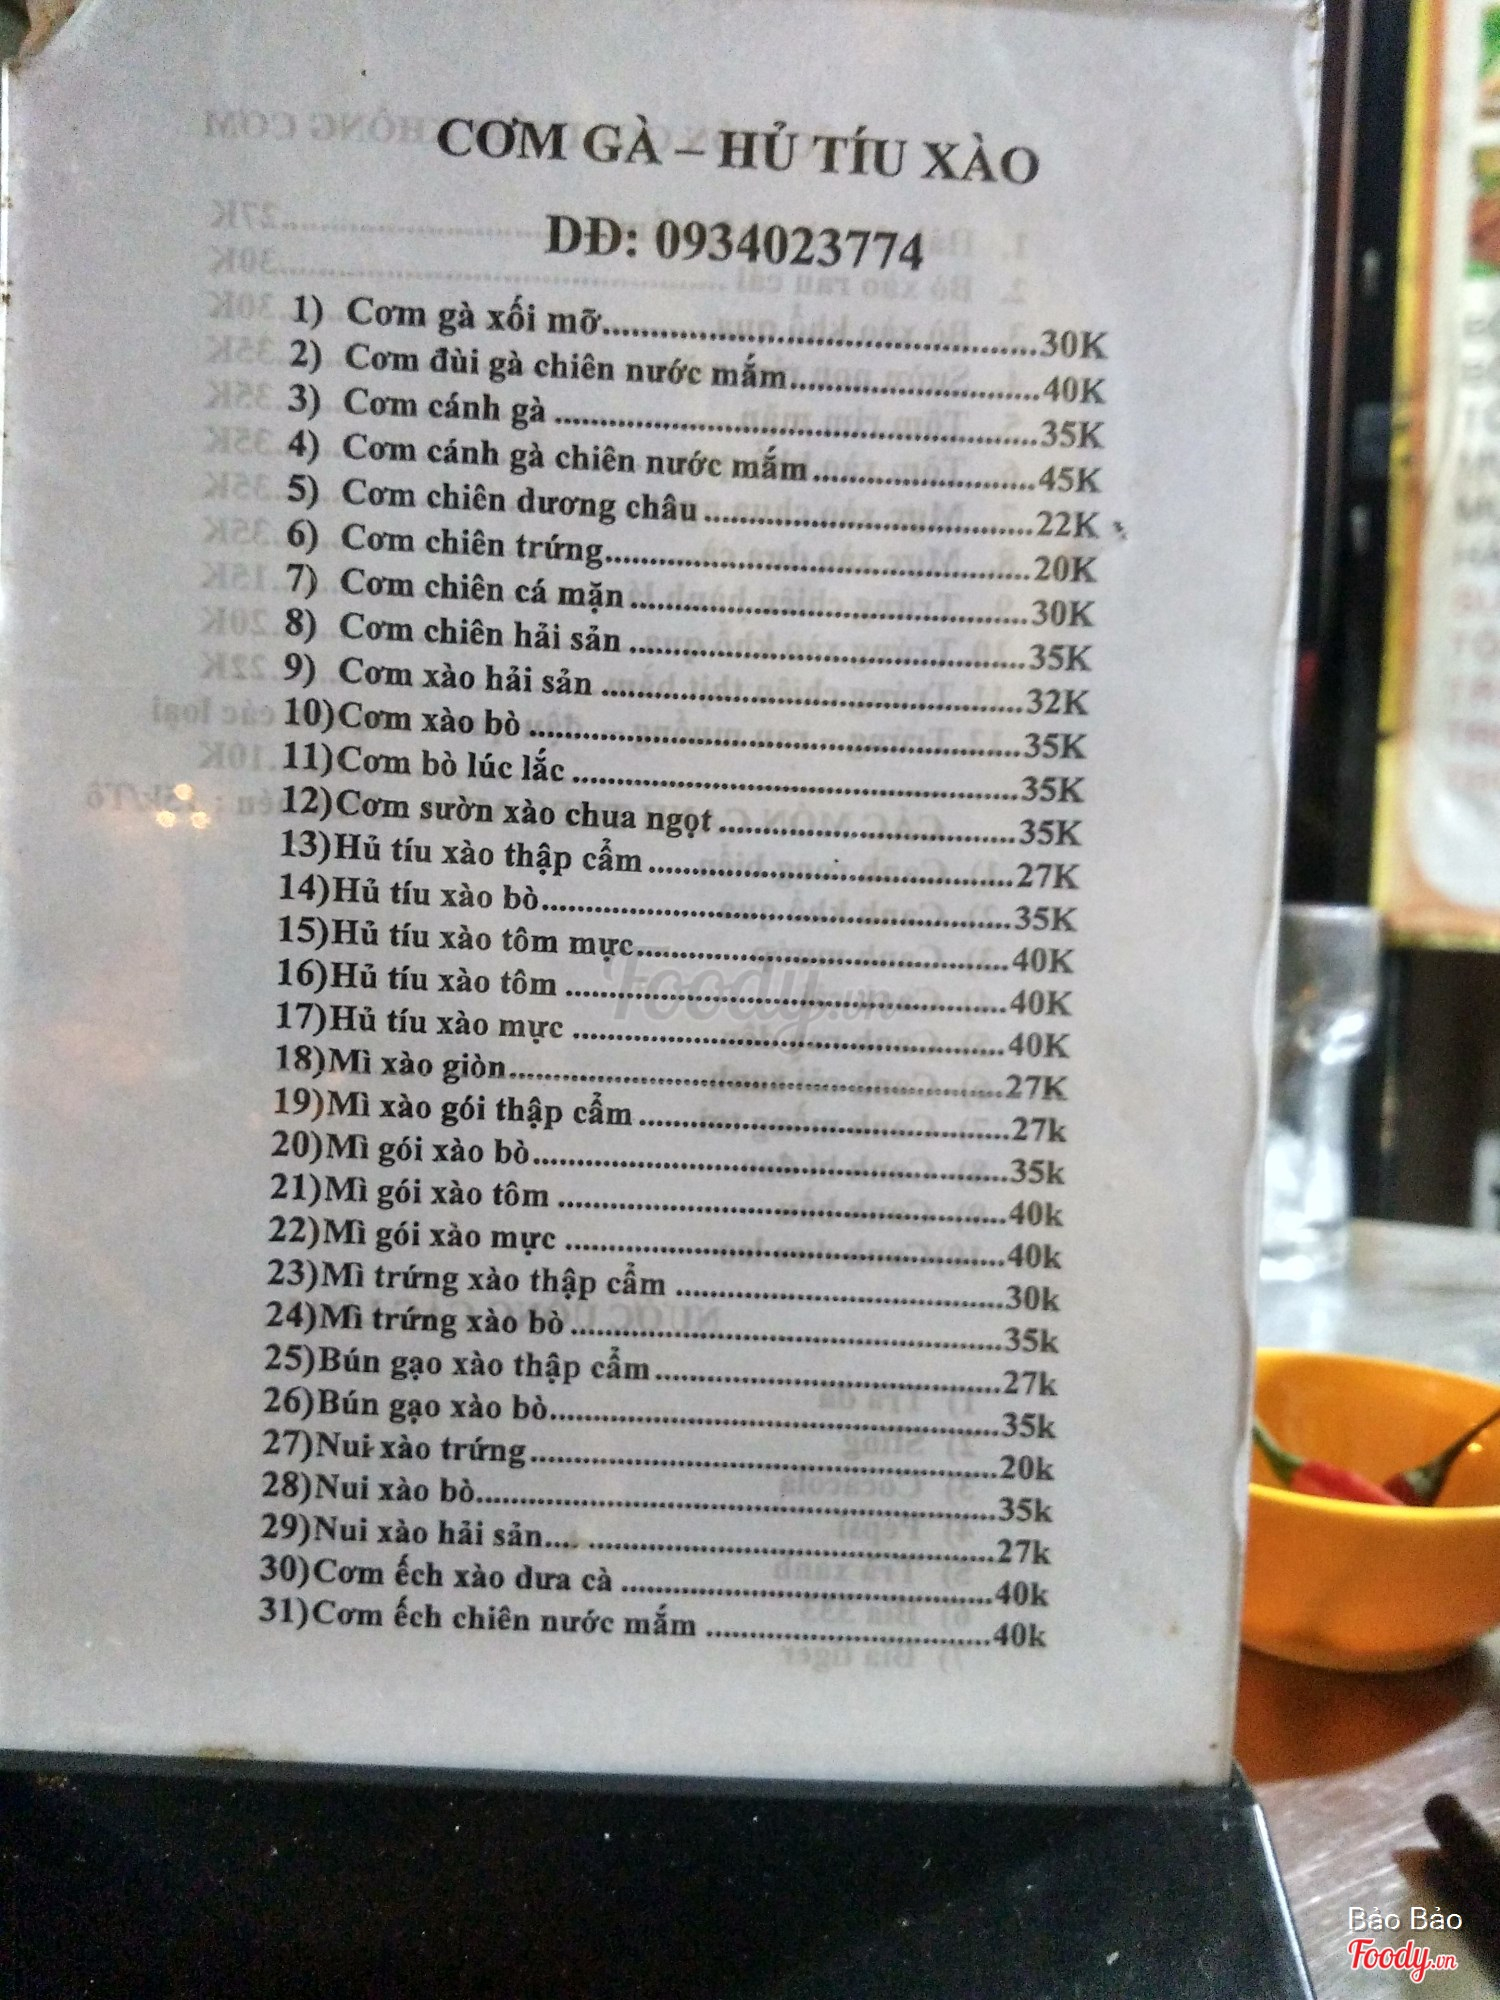 CƠM GÀ – HỦ TÍU XÀO
DĐ: 0934023774
1) Cơm gà xối mỡ.....30K
2) Cơm đùi gà chiên nước mắm.....40K
3) Cơm cánh gà.....35K
4) Cơm cánh gà chiên nước mắm.....45K
5) Cơm chiên dương châu.....22K
6) Cơm chiên trứng.....20K
7) Cơm chiên cá mặn.....30K
8) Cơm chiên hải sản.....35K
9) Cơm xào hải sản.....32K
10)Cơm xào bò.....35K
11)Cơm bò lúc lắc.....35K
12)Cơm sườn xào chua ngọt.....35K
13)Hủ tíu xào thập cẩm.....27K
14)Hủ tíu xào bò.....35K
15)Hủ tíu xào tôm mực.....40K
16)Hủ tíu xào tôm.....40K
17)Hủ tíu xào mực.....40K
18)Mì xào giòn.....27K
19)Mì xào gói thập cẩm.....27k
20)Mì gói xào bò.....35k
21)Mì gói xào tôm.....40k
22)Mì gói xào mực.....40k
23)Mì trứng xào thập cẩm.....30k
24)Mì trứng xào bò.....35k
25)Bún gạo xào thập cẩm.....27k
26)Bún gạo xào bò.....35k
27)Nui xào trứng.....20k
28)Nui xào bò.....35k
29)Nui xào hải sản.....27k
30)Cơm ếch xào dưa cà.....40k
31)Cơm ếch chiên nước mắm.....40k
Foody.vn
Bảo Bảo
Foody.vn